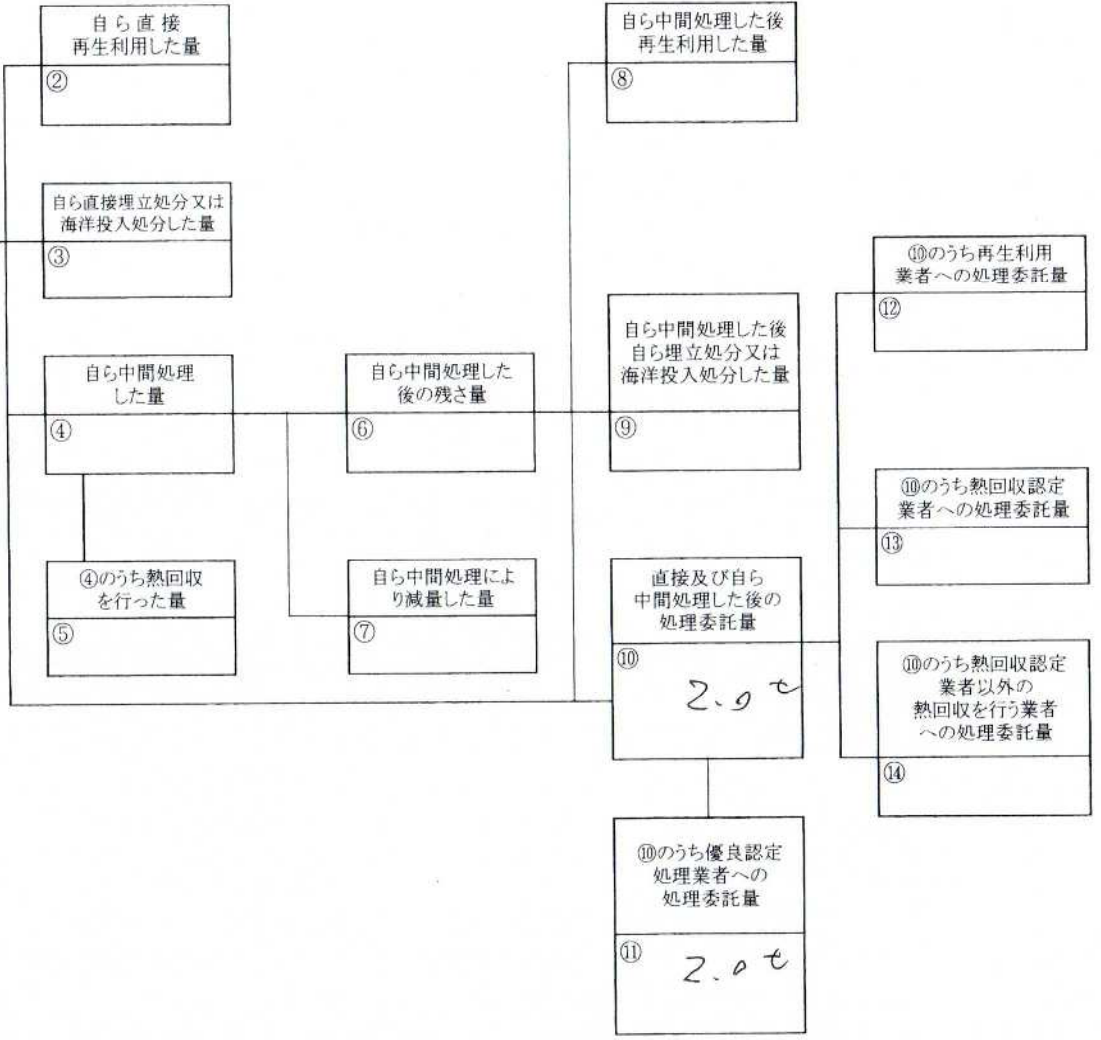 自ら直接
再生利用した量
②
自ら直接埋立処分又は
海洋投入処分した量
③
自ら中間処理
した量
④
④のうち熱回収
を行った量
⑤
自ら中間処理した
後の残さ量
⑥
自ら中間処理によ
り減量した量
⑦
自ら中間処理した後
再生利用した量
⑧
自ら中間処理した後
自ら埋立処分又は
海洋投入処分した量
⑨
直接及び自ら
中間処理した後の
処理委託量
⑩
2.0t
⑩のうち優良認定
処理業者への
処理委託量
⑪
2.0t
⑩のうち再生利用
業者への処理委託量
⑫
⑩のうち熱回収認定
業者への処理委託量
⑬
⑩のうち熱回収認定
業者以外の
熱回収を行う業者
への処理委託量
⑭